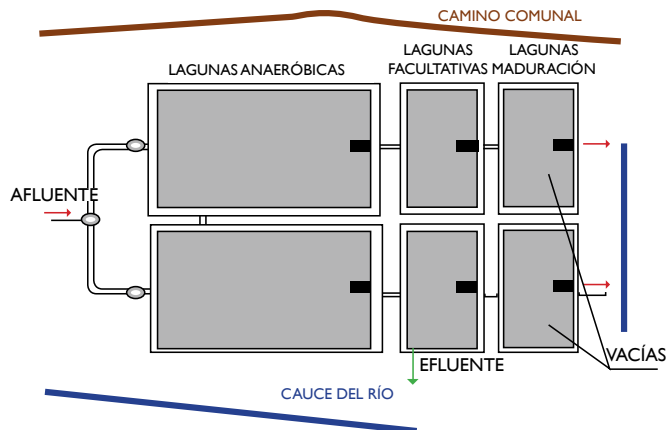 CAMINO COMUNAL
LAGUNAS ANAERÓBICAS
LAGUNAS
FACULTATIVAS
LAGUNAS
MADURACIÓN
AFLUENTE
EFLUENTE
VACÍAS
CAUCE DEL RÍO